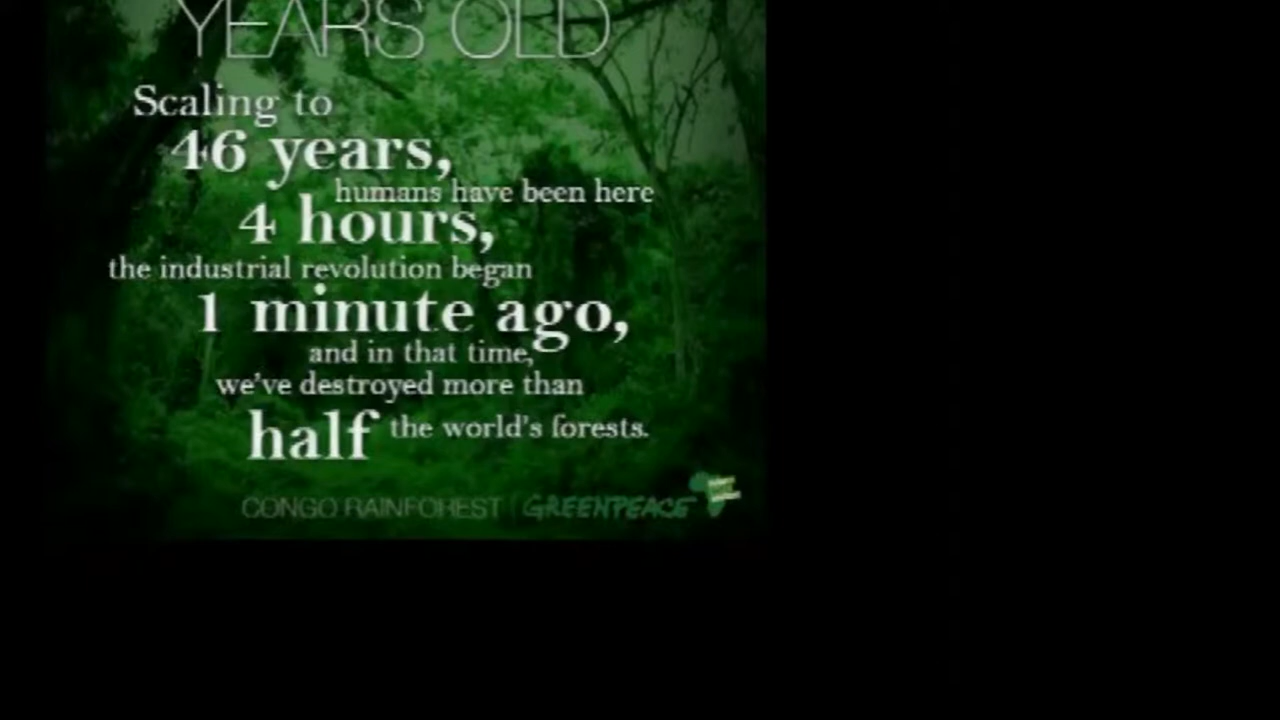 YEARS OLD
Scaling to
46 years,
humans have been here
4 hours,
the industrial revolution began
1 minute ago,
and in that time,
we've destroyed more than
half the world's forests.
CONGO RAINFOREST | GREENPEACE